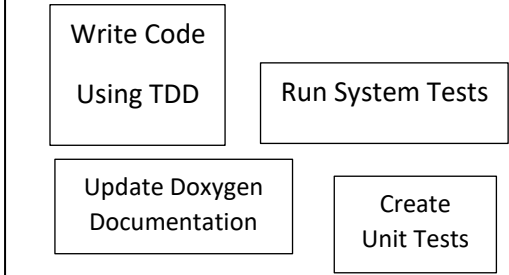 Write Code
Using TDD
Run System Tests
Update Doxygen
Documentation
Create
Unit Tests